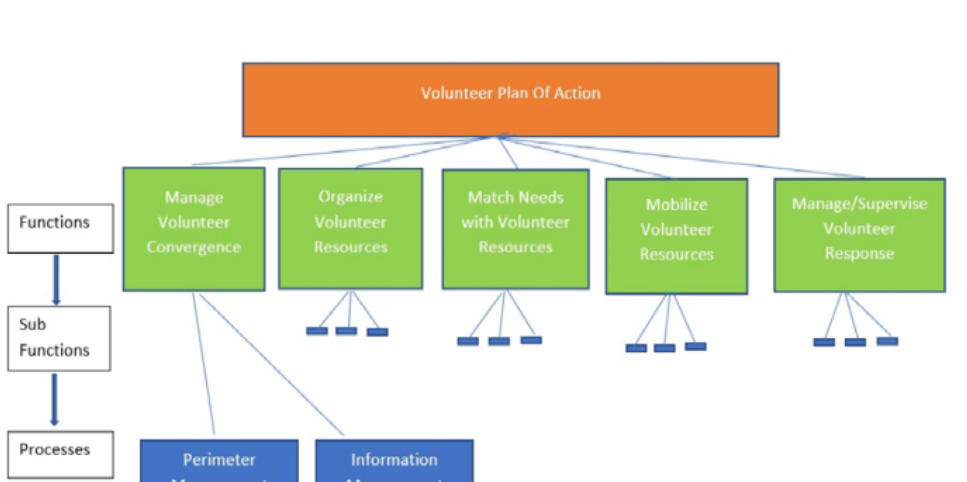 Volunteer Plan Of Action
Manage
Volunteer
Convergence
Organize
Volunteer
Resources
Match Needs
with Volunteer
Resources
Mobilize
Volunteer
Resources
Manage/Supervise
Volunteer
Response
Functions
Sub
Functions
Processes
Perimeter
Information